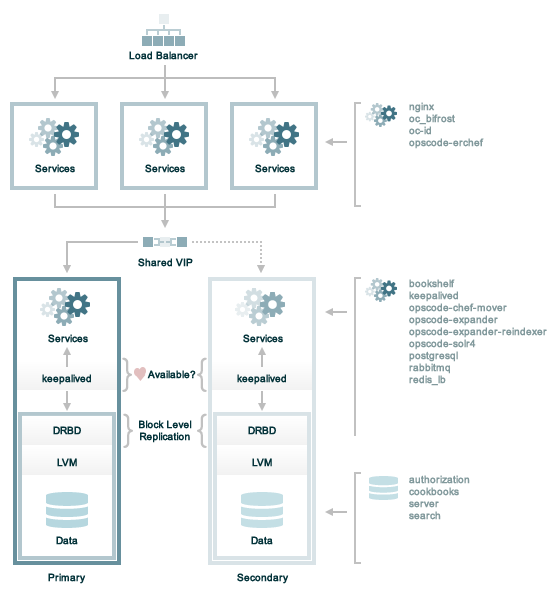 Load Balancer
Services
Services
Services
nginx
oc_bifrost
oc-id
opscode-erchef
Shared VIP
Services
Services
keepalived
Available?
keepalived
bookshelf
keepalived
opscode-chef-mover
opscode-expander
opscode-expander-reindexer
opscode-solr4
postgresql
rabbitmq
redis_lb
DRBD
Block Level
Replication
DRBD
LVM
LVM
Data
Data
authorization
cookbooks
server
search
Primary
Secondary